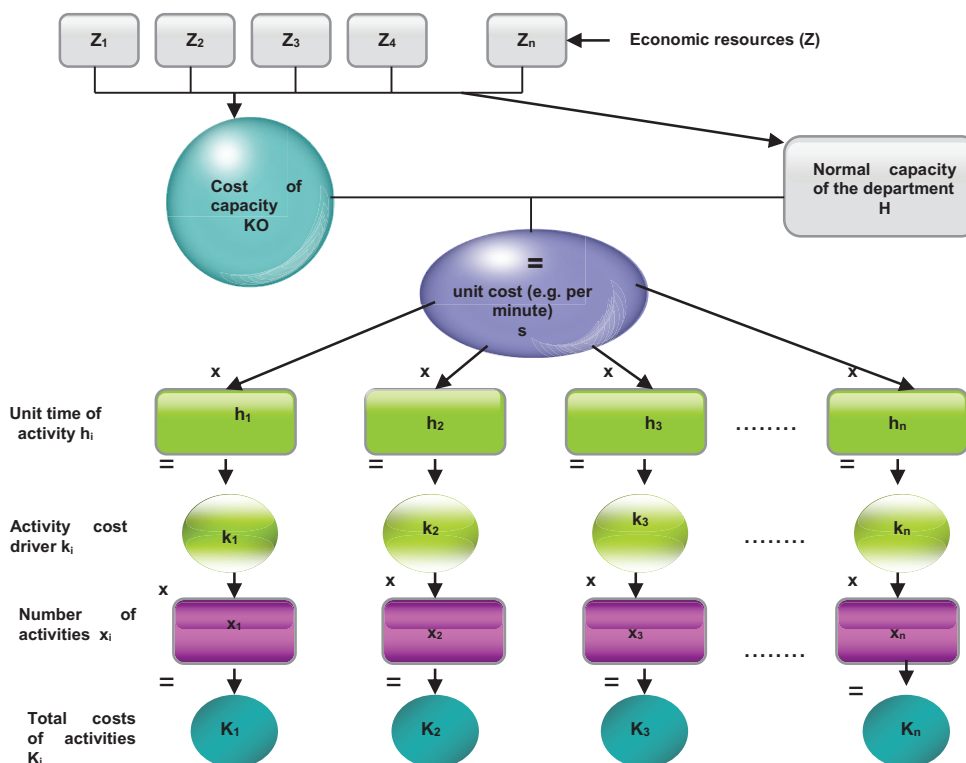 Z1 Z2 Z3 Z4 Zn Economic resources (Z)
Cost of
capacity
KO
Normal capacity
of the department
H
=
unit cost (e.g. per
minute)
s
x x x x
Unit time of
activity hi
h1 h2 h3 ........ hn
= = = =
Activity cost
driver ki
k1 k2 k3 ........ kn
x x x x
Number of
activities xi
x1 x2 x3 ........ xn
= = = =
Total costs
of activities
Ki
K1 K2 K3 Kn